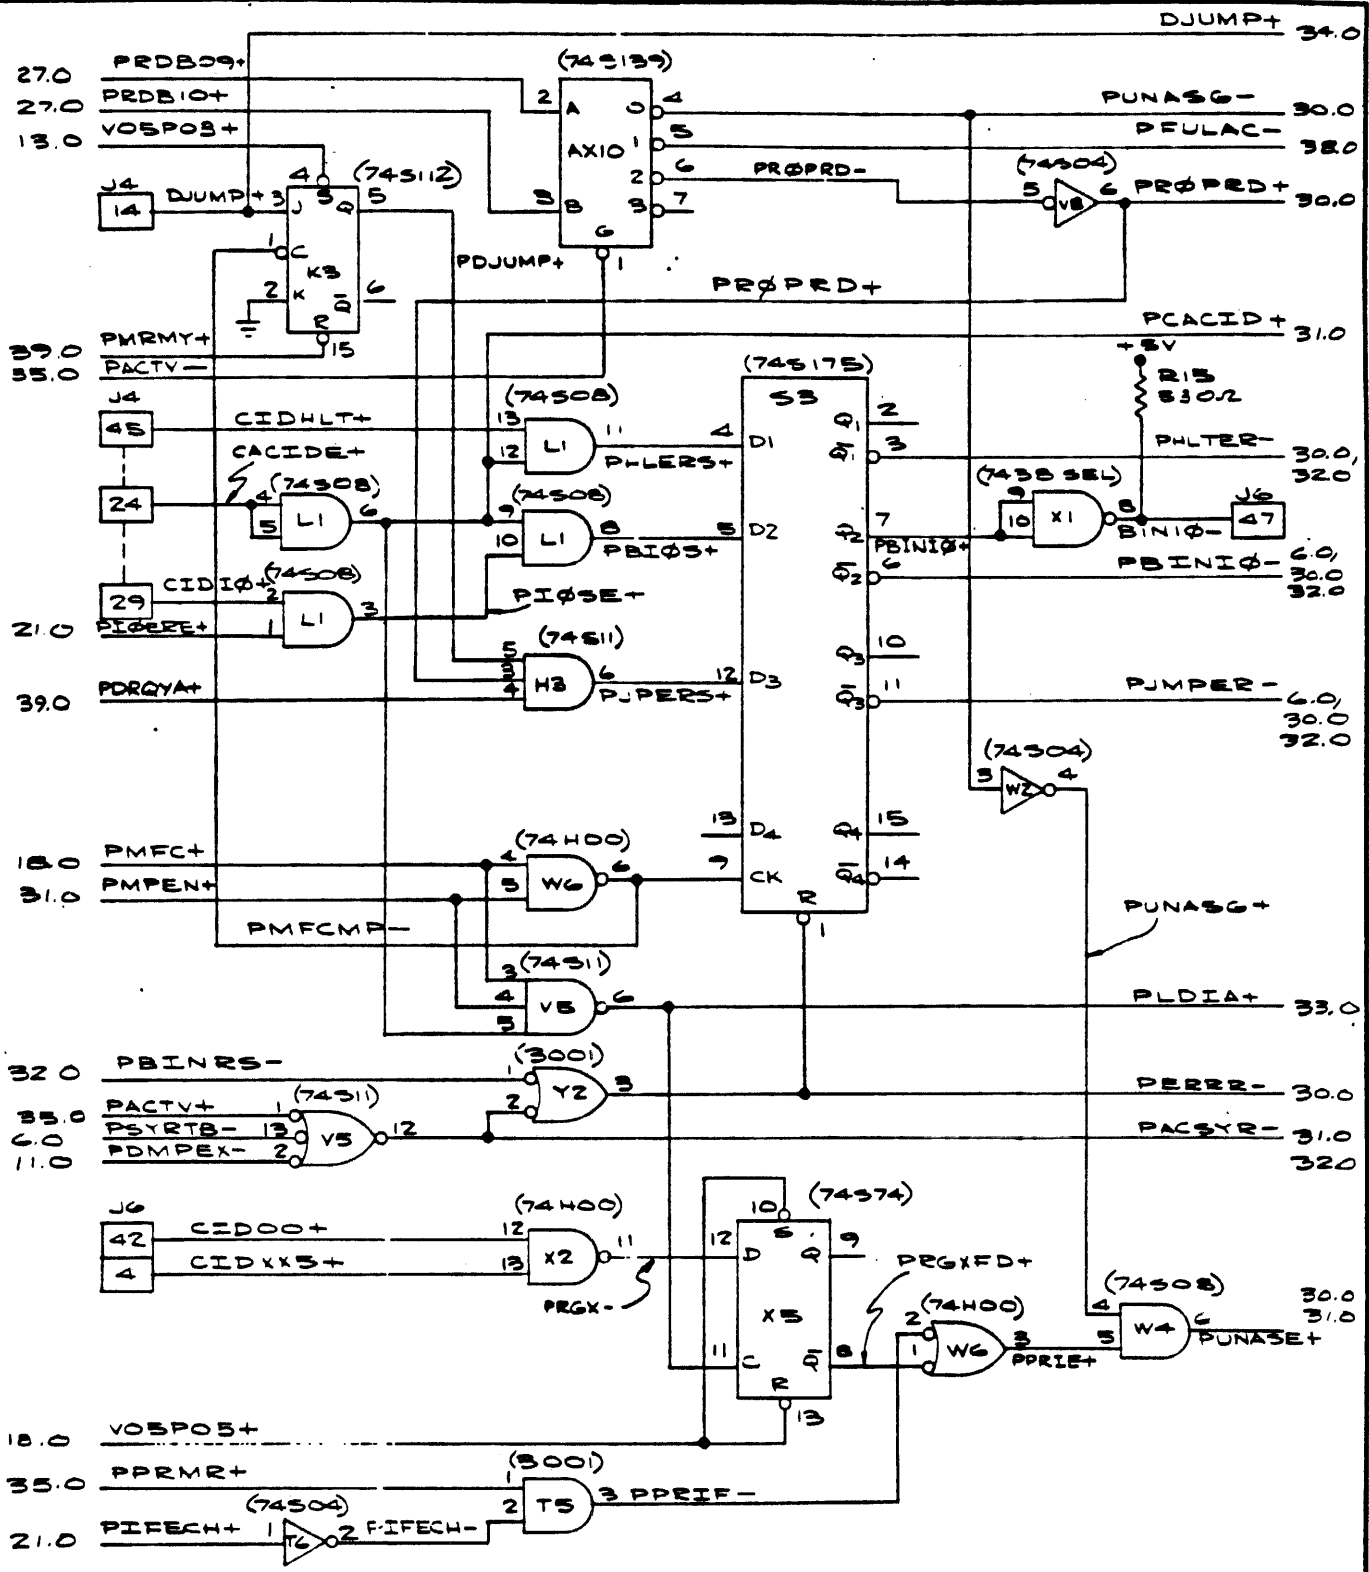 DJUMP+ 34.0
27.0 PRDB09+ (74S139)
27.0 PRDB10+ 2 A 0 4 PUNASG- 30.0
13.0 V05P03+ 5 PFULAC- 38.0
AX10 1
4 (74S112) 2 6 PRØPRD- (74S04)
J4 14 DJUMP+ 3 J S Q 5 3 B 3 7 5 V8 6 PRØPRD+ 30.0
1 C K3 G
PDJUMP+ 1
2 K Q 6 PRØPRD+
R 15
39.0 PMRMY+ PCACID+ 31.0
35.0 PACTV- +5V
(74S175) R15
J4 (74S08) S3 330Ω
45 CIDHLT+ 13 L1 11 4 D1 Q1 2
CACIDE+ 12 PHLERS+ Q1 3 PHLTER- 30.0, 32.0
(74S08) (74S08) (7438 SEL)
24 4 5 L1 6 9 10 L1 8 5 D2 Q2 7 9 10 X1 8 J6 47
PBIØS+ PBINIØ+ BINIØ-
29 CIDIØ+ (74S08) Q2 6 PBINIØ- 6.0, 30.0 32.0
2 L1 3 PIØSE+
21.0 1 (74S11)
Q3 10
5 3 4 H3 6 12 D3 Q3 11 PJMPER- 6.0, 30.0 32.0
39.0 PDRQYA+ PJPERS+
(74S04)
3 W2 4
13 D4 Q4 15
18.0 PMFC+ (74H00)
4 W6 6 9 CK Q4 14
31.0 PMPEN+ 5 R
PMFCMP- 1 PUNASG+
(74S11)
3 4 5 V5 6 PLDIA+ 33.0
32.0 PBINRS- (3001)
1 2 Y2 3 PERRR- 30.0
35.0 PACTV+ 1 (74S11)
6.0 PSYRTB- 13 V5 12 PACSYR- 31.0
11.0 PDMPEX- 2 32.0
J6 (74H00) 10 (74S74)
42 CID00+ 12 X2 11 12 D S Q 9
4 CIDXX5+ 13 PRGX- PRGXFD+
X5 (74H00) (74S08) 30.0 31.0
2 1 W6 3 4 5 W4 6 PUNASE+
11 C Q 8 PPRIE+
R 13
18.0 V05P05+
35.0 PPRMR+ (3001)
1 2 T5 3 PPRIF-
(74S04)
21.0 PIFECH+ 1 T6 2